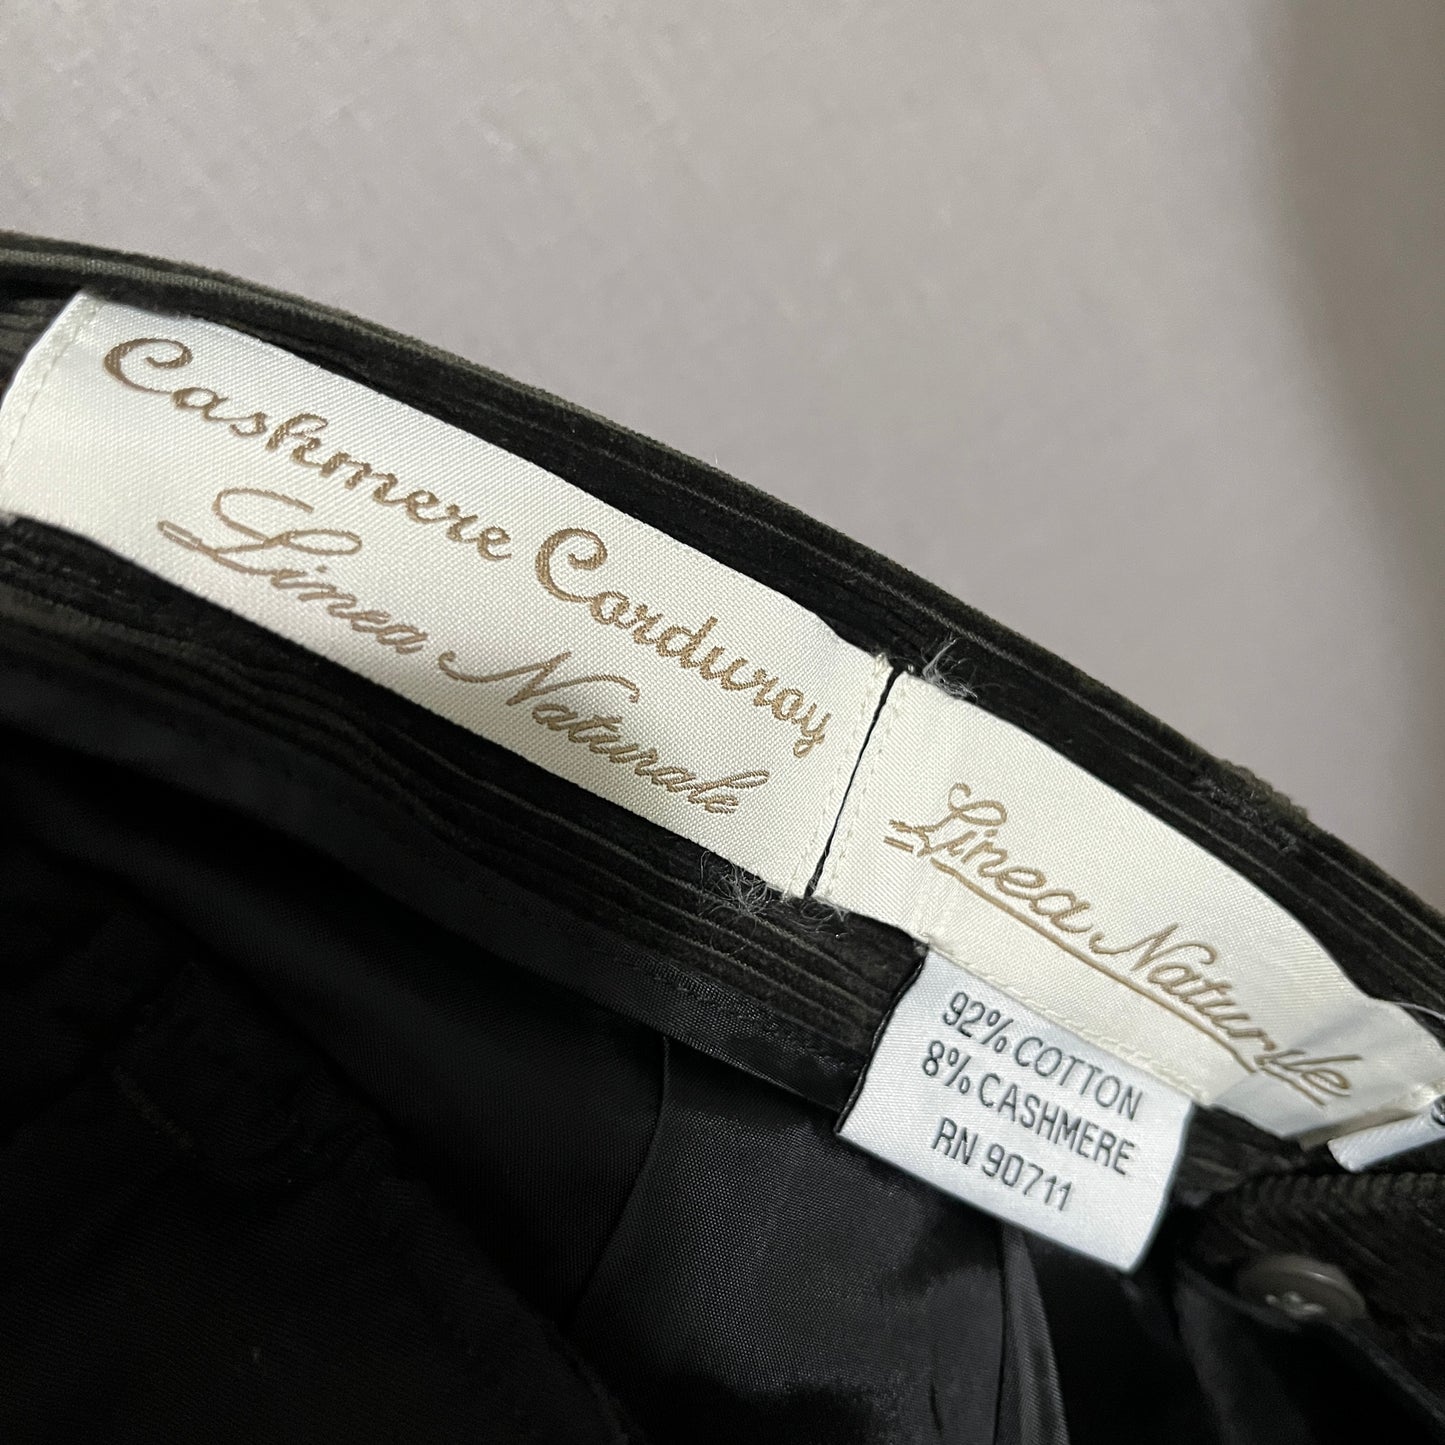 Cashmere Corduroy
Linea Naturale
Linea Naturale
92% COTTON
8% CASHMERE
RN 90711